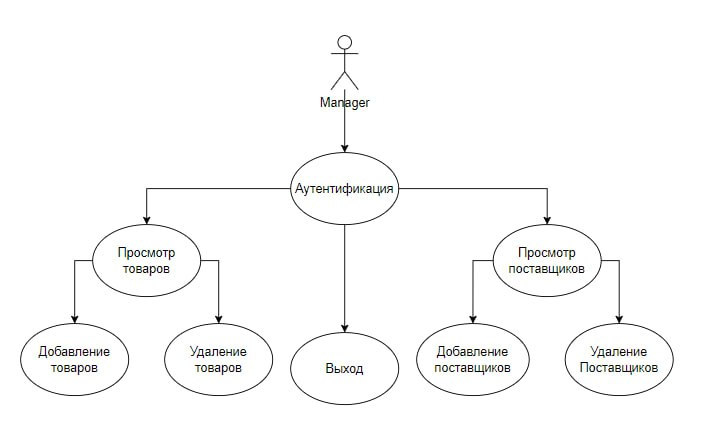 Manager
Аутентификация
Просмотр
товаров
Просмотр
поставщиков
Добавление
товаров
Удаление
товаров
Выход
Добавление
поставщиков
Удаление
Поставщиков